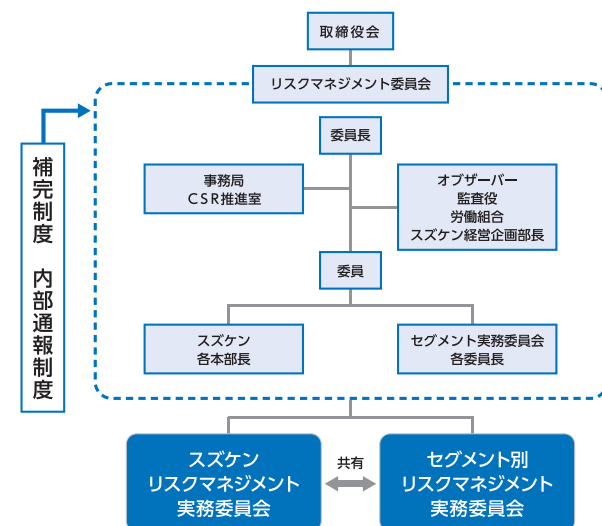 取締役会
リスクマネジメント委員会
委員長
事務局
CSR推進室
オブザーバー
監査役
労働組合
スズケン経営企画部長
委員
スズケン
各本部長
セグメント実務委員会
各委員長
補完制度 内部通報制度
スズケン
リスクマネジメント
実務委員会
共有
セグメント別
リスクマネジメント
実務委員会